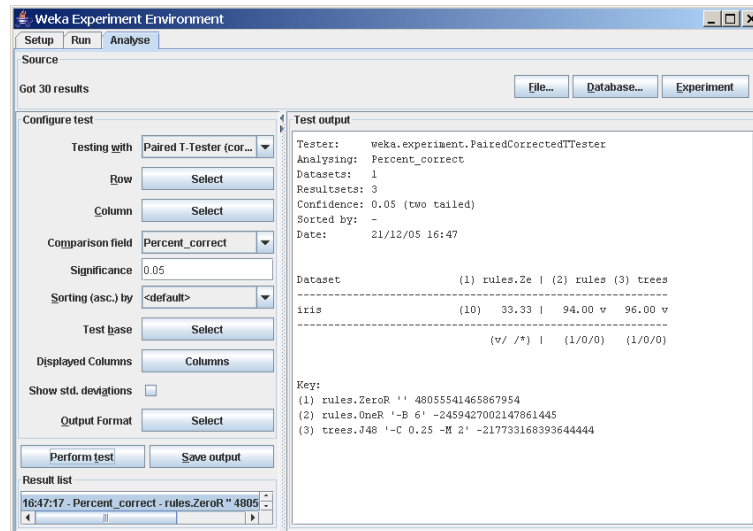 Weka Experiment Environment
Setup Run Analyse
Source
Got 30 results
File... Database... Experiment
Configure test
Testing with Paired T-Tester (cor...
Row Select
Column Select
Comparison field Percent_correct
Significance 0.05
Sorting (asc.) by <default>
Test base Select
Displayed Columns Columns
Show std. deviations
Output Format Select
Perform test Save output
Result list
16:47:17 - Percent_correct - rules.ZeroR '' 4805
Test output
Tester: weka.experiment.PairedCorrectedTTester
Analysing: Percent_correct
Datasets: 1
Resultsets: 3
Confidence: 0.05 (two tailed)
Sorted by: -
Date: 21/12/05 16:47
Dataset (1) rules.Ze | (2) rules (3) trees
--------------------------------------------------------------
iris (10) 33.33 | 94.00 v 96.00 v
--------------------------------------------------------------
(v/ /*) | (1/0/0) (1/0/0)
Key:
(1) rules.ZeroR '' 48055541465867954
(2) rules.OneR '-B 6' -2459427002147861445
(3) trees.J48 '-C 0.25 -M 2' -217733168393644444